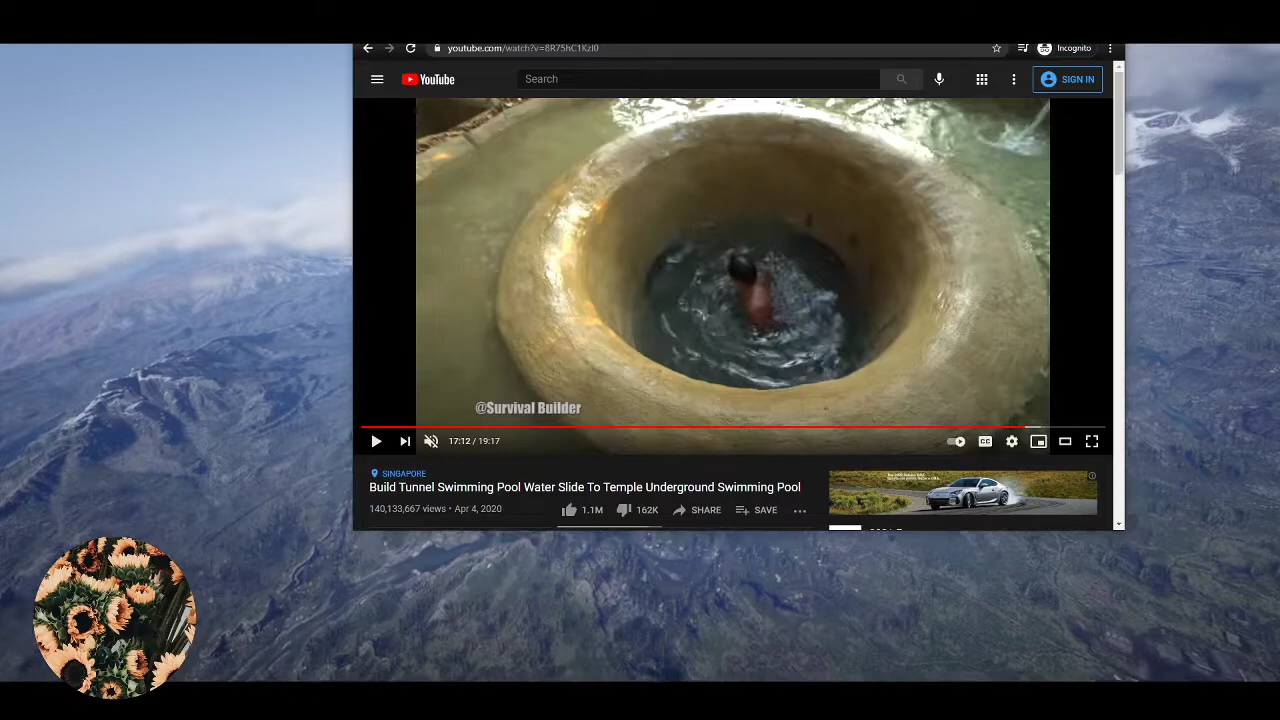 youtube.com/watch?v=8R75hC1KzI0
Incognito
YouTube
Search
SIGN IN
@Survival Builder
17:12 / 19:17
CC
SINGAPORE
Build Tunnel Swimming Pool Water Slide To Temple Underground Swimming Pool
140,133,667 views • Apr 4, 2020
1.1M
162K
SHARE
SAVE